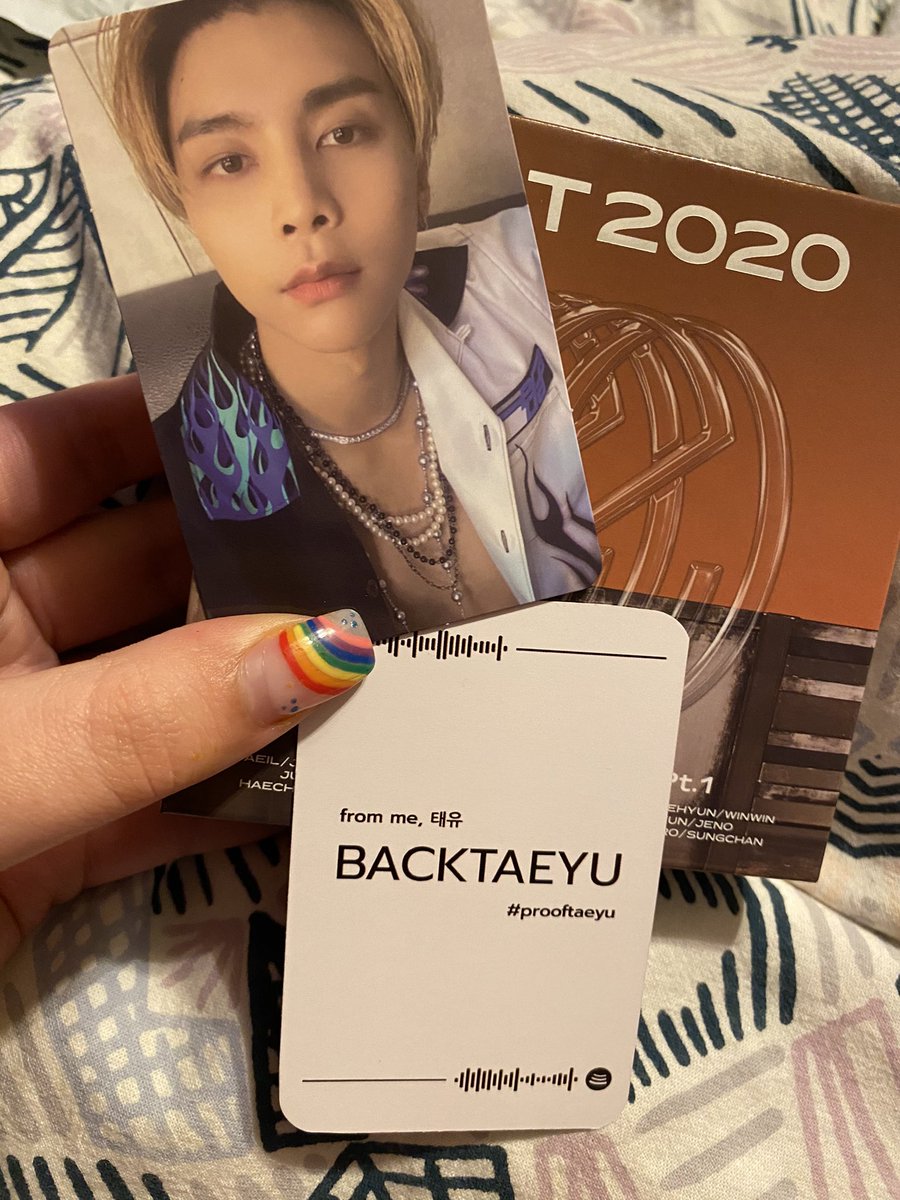 T 2020
from me, 태유
BACKTAEYU
#prooftaeyu
Pt.1
EHYUN/WINWIN
UN/JENO
RO/SUNGCHAN
AEIL/J
JU
HAECH